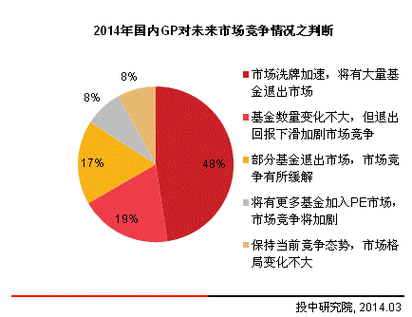 2014年国内GP对未来市场竞争情况之判断
8%
8%
17%
19%
48%
市场洗牌加速，将有大量基
金退出市场
基金数量变化不大，但退出
回报下滑加剧市场竞争
部分基金退出市场，市场竞
争有所缓解
将有更多基金加入PE市场，
市场竞争将加剧
保持当前竞争态势，市场格
局变化不大
投中研究院, 2014.03